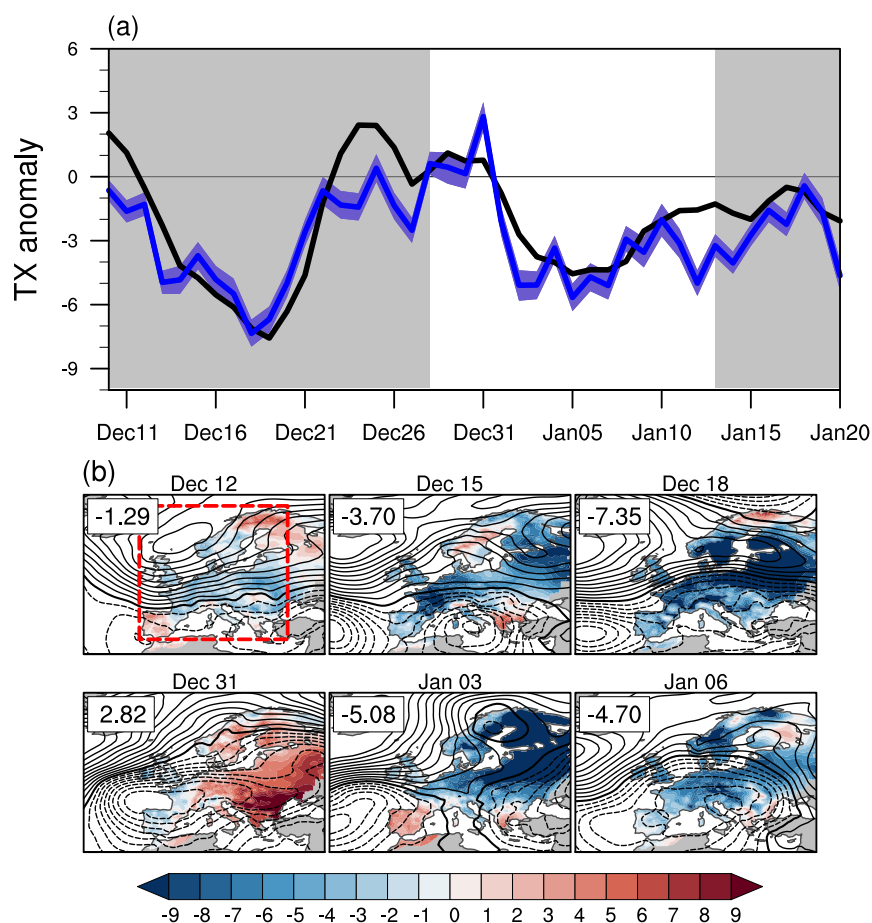 (a)
6
3
0
-3
-6
-9
TX anomaly
Dec11 Dec16 Dec21 Dec26 Dec31 Jan05 Jan10 Jan15 Jan20
(b)
Dec 12 Dec 15 Dec 18
-1.29 -3.70 -7.35
Dec 31 Jan 03 Jan 06
2.82 -5.08 -4.70
-9 -8 -7 -6 -5 -4 -3 -2 -1 0 1 2 3 4 5 6 7 8 9